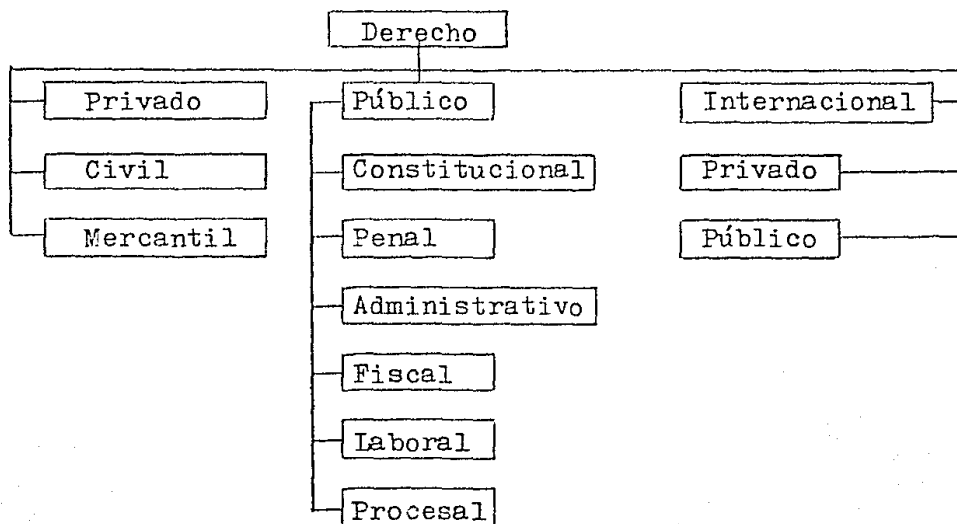 Derecho
Privado
Civil
Mercantil
Público
Constitucional
Penal
Administrativo
Fiscal
Laboral
Procesal
Internacional
Privado
Público